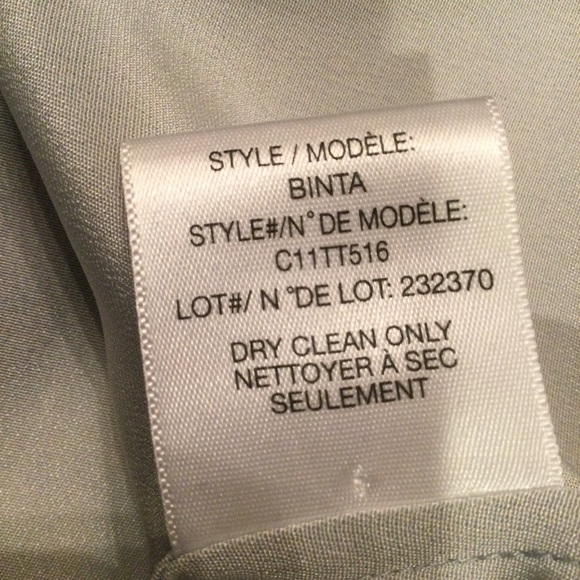 STYLE / MODÈLE:
BINTA
STYLE#/N° DE MODÈLE:
C11TT516
LOT#/ N °DE LOT: 232370
DRY CLEAN ONLY
NETTOYER À SEC
SEULEMENT